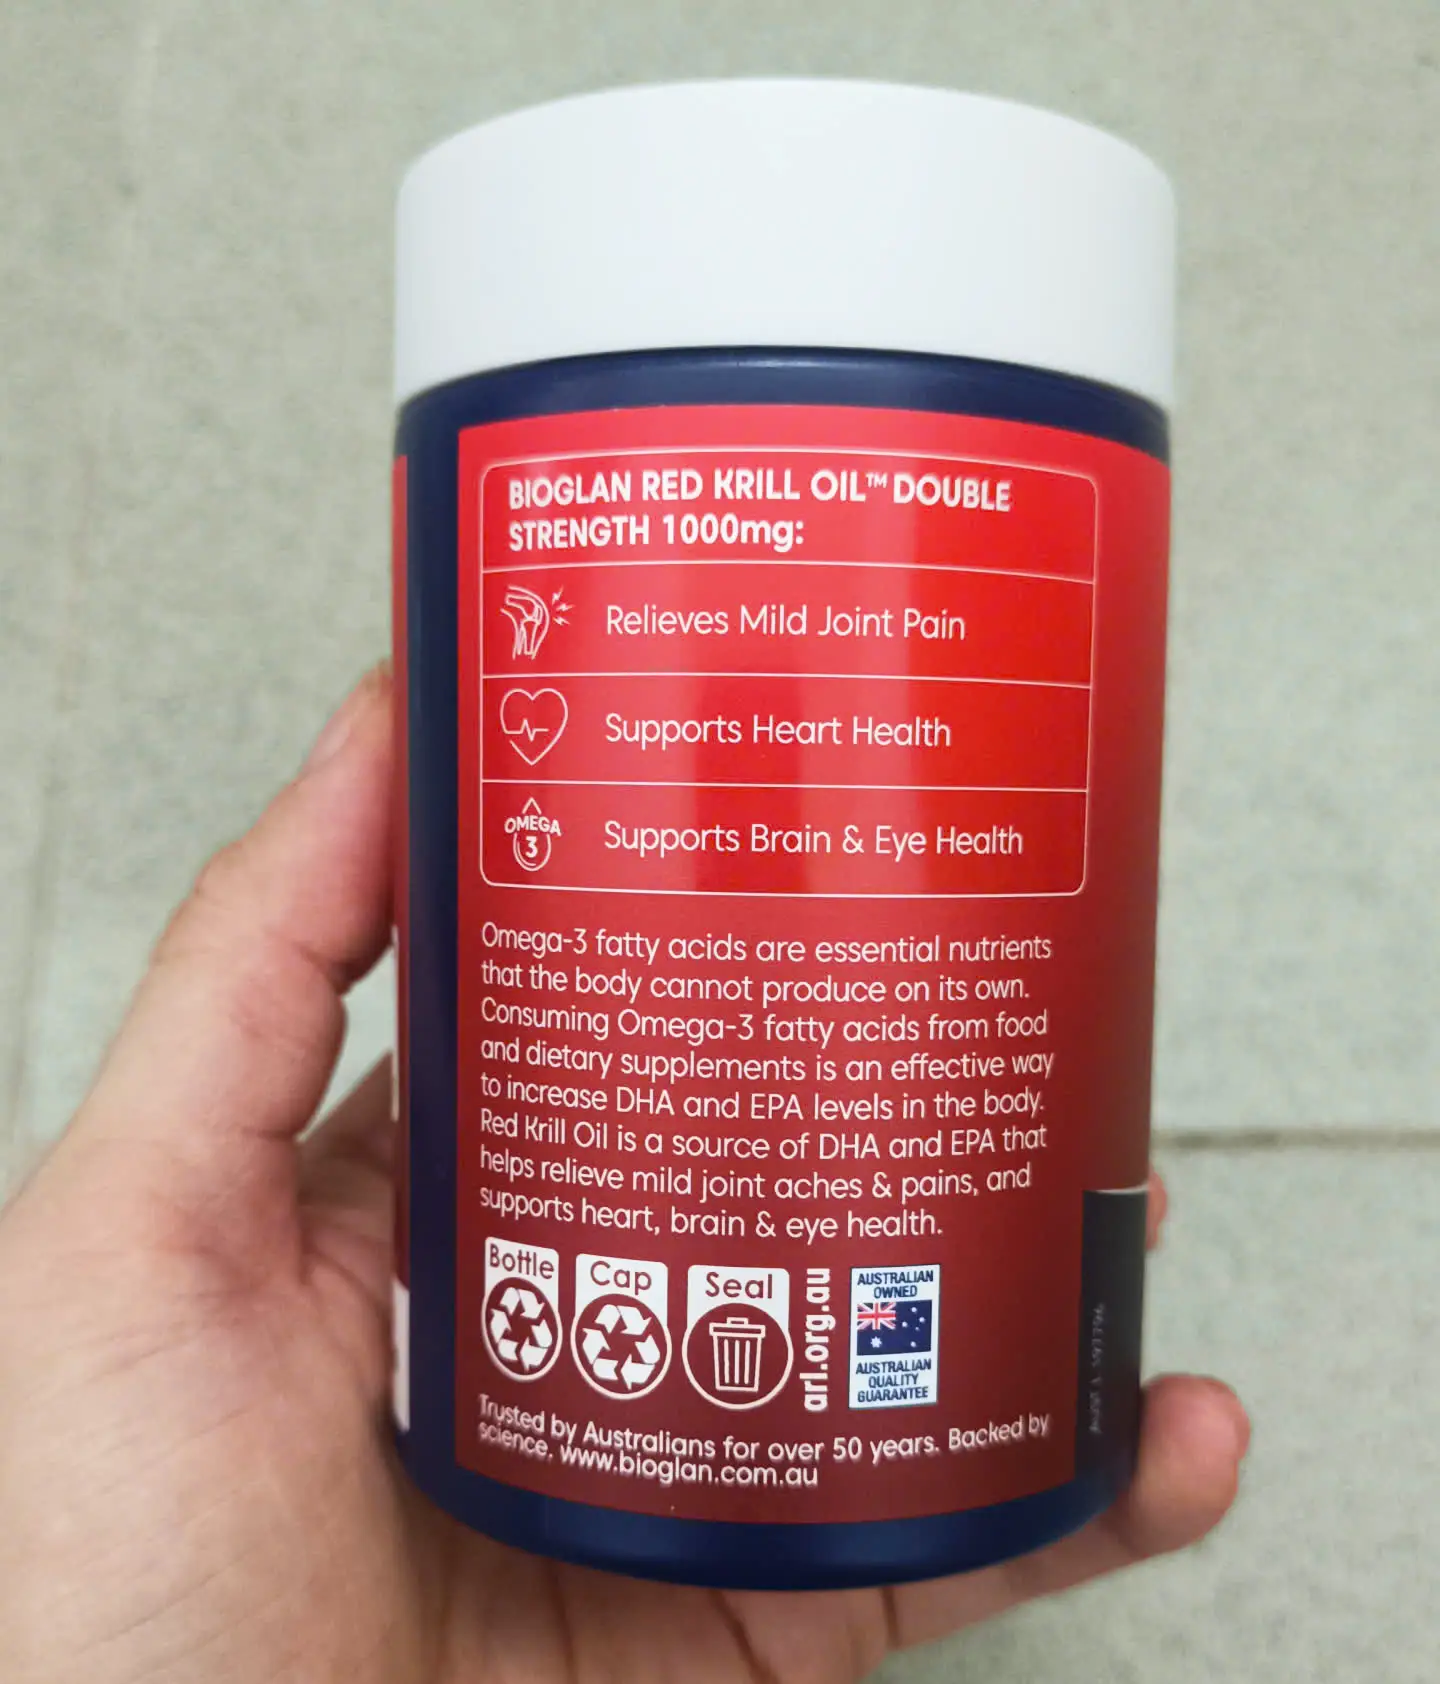 BIOGLAN RED KRILL OIL™ DOUBLE
STRENGTH 1000mg:
Relieves Mild Joint Pain
Supports Heart Health
OMEGA
3
Supports Brain & Eye Health
Omega-3 fatty acids are essential nutrients
that the body cannot produce on its own.
Consuming Omega-3 fatty acids from food
and dietary supplements is an effective way
to increase DHA and EPA levels in the body.
Red Krill Oil is a source of DHA and EPA that
helps relieve mild joint aches & pains, and
supports heart, brain & eye health.
Bottle
Cap
Seal
arl.org.au
AUSTRALIAN
OWNED
AUSTRALIAN
QUALITY
GUARANTEE
Trusted by Australians for over 50 years. Backed by
science. www.bioglan.com.au